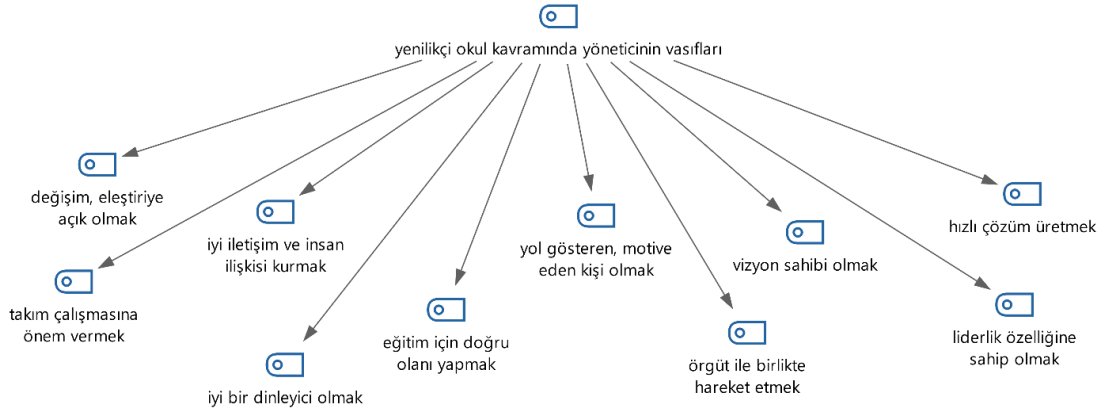 yenilikçi okul kavramında yöneticinin vasıfları
değişim, eleştiriye
açık olmak
takım çalışmasına
önem vermek
iyi iletişim ve insan
ilişkisi kurmak
iyi bir dinleyici olmak
eğitim için doğru
olanı yapmak
yol gösteren, motive
eden kişi olmak
örgüt ile birlikte
hareket etmek
vizyon sahibi olmak
liderlik özelliğine
sahip olmak
hızlı çözüm üretmek